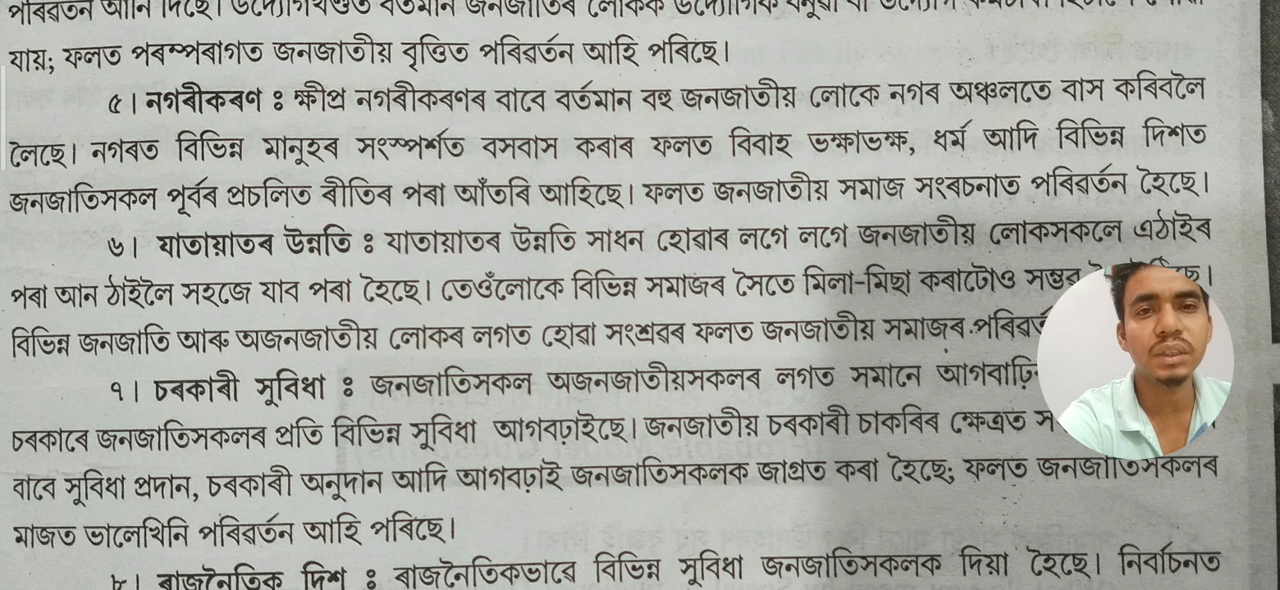 যায়; ফলত পৰম্পৰাগত জনজাতীয় বৃত্তিত পৰিৱৰ্তন আহি পৰিছে।
৫। নগৰীকৰণ : ক্ষীপ্ৰ নগৰীকৰণৰ বাবে বৰ্তমান বহু জনজাতীয় লোকে নগৰ অঞ্চলতে বাস কৰিবলৈ
লৈছে। নগৰত বিভিন্ন মানুহৰ সংস্পৰ্শত বসবাস কৰাৰ ফলত বিবাহ ভক্ষাভক্ষ, ধৰ্ম আদি বিভিন্ন দিশত
জনজাতিসকল পূৰ্বৰ প্ৰচলিত ৰীতিৰ পৰা আঁতৰি আহিছে। ফলত জনজাতীয় সমাজ সংৰচনাত পৰিৱৰ্তন হৈছে।
৬। যাতায়াতৰ উন্নতি : যাতায়াতৰ উন্নতি সাধন হোৱাৰ লগে লগে জনজাতীয় লোকসকলে এঠাইৰ
পৰা আন ঠাইলৈ সহজে যাব পৰা হৈছে। তেওঁলোকে বিভিন্ন সমাজৰ সৈতে মিলা-মিছা কৰাটোও সম্ভৱ
বিভিন্ন জনজাতি আৰু অজনজাতীয় লোকৰ লগত হোৱা সংশ্ৰৱৰ ফলত জনজাতীয় সমাজৰ
৭। চৰকাৰী সুবিধা : জনজাতিসকল অজনজাতীয়সকলৰ লগত সমানে
চৰকাৰে জনজাতিসকলৰ প্ৰতি বিভিন্ন সুবিধা আগবঢ়াইছে। জনজাতীয় চৰকাৰী চাকৰিৰ ক্ষেত্ৰত
বাবে সুবিধা প্ৰদান, চৰকাৰী অনুদান আদি আগবঢ়াই জনজাতিসকলক জাগ্ৰত কৰা হৈছে; ফলত জনজাতিসকলৰ
মাজত ভালেখিনি পৰিৱৰ্তন আহি পৰিছে।
৮। ৰাজনৈতিক দিশ : ৰাজনৈতিকভাৱে বিভিন্ন সুবিধা জনজাতিসকলক দিয়া হৈছে। নিৰ্বাচনত